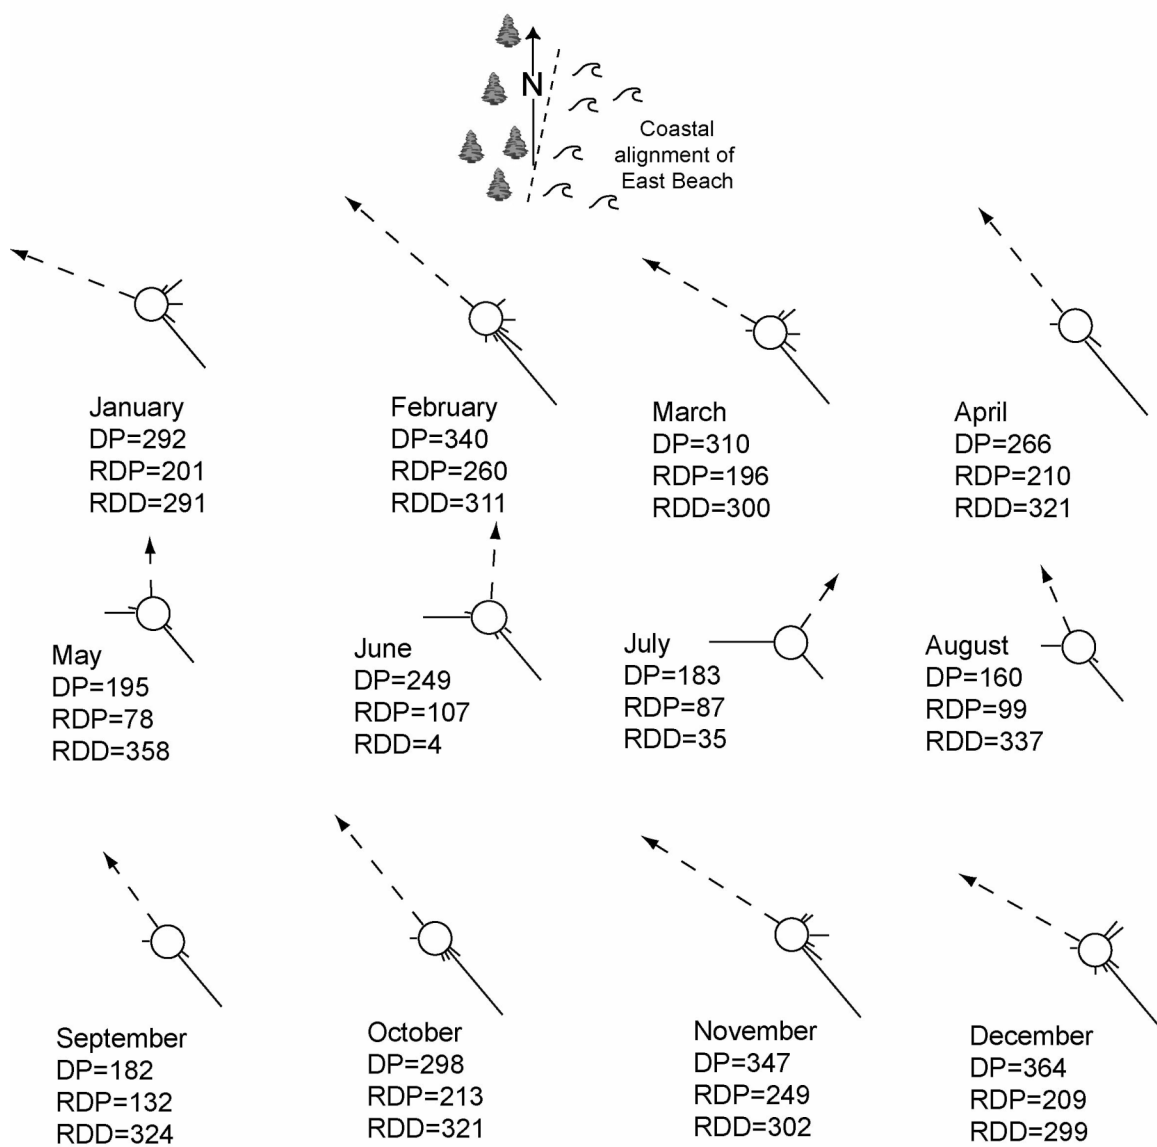 N
Coastal
alignment of
East Beach
January
DP=292
RDP=201
RDD=291
February
DP=340
RDP=260
RDD=311
March
DP=310
RDP=196
RDD=300
April
DP=266
RDP=210
RDD=321
May
DP=195
RDP=78
RDD=358
June
DP=249
RDP=107
RDD=4
July
DP=183
RDP=87
RDD=35
August
DP=160
RDP=99
RDD=337
September
DP=182
RDP=132
RDD=324
October
DP=298
RDP=213
RDD=321
November
DP=347
RDP=249
RDD=302
December
DP=364
RDP=209
RDD=299